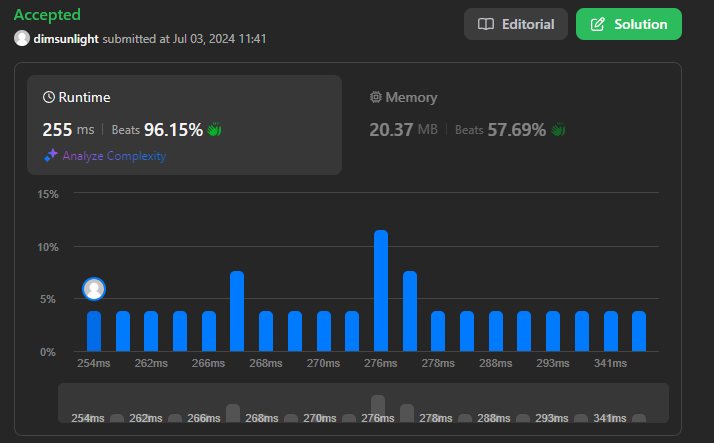 Accepted
Editorial
Solution
dimsunlight submitted at Jul 03, 2024 11:41
Runtime
255 ms | Beats 96.15%
Analyze Complexity
Memory
20.37 MB | Beats 57.69%
15%
10%
5%
0%
254ms 262ms 266ms 268ms 270ms 276ms 278ms 288ms 293ms 341ms
254ms 262ms 266ms 268ms 270ms 276ms 278ms 288ms 293ms 341ms